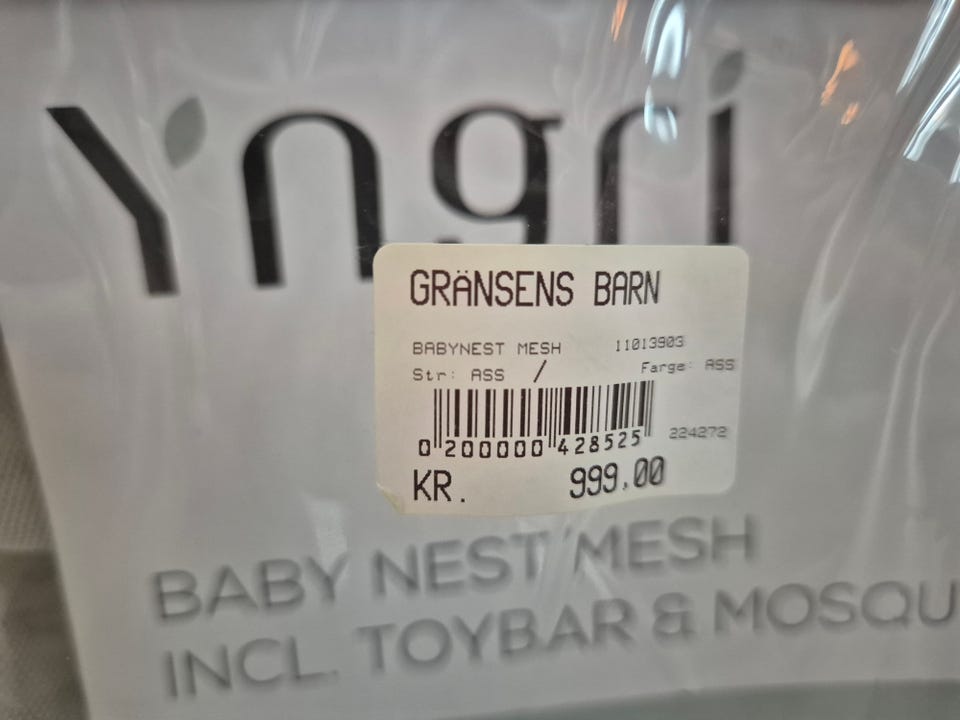 Yngri
GRÄNSENS BARN
BABYNEST MESH 11013903
Str: ASS / Farge: ASS
0 200000 428525 224272
KR. 999.00
BABY NEST MESH
INCL. TOYBAR & MOSQU